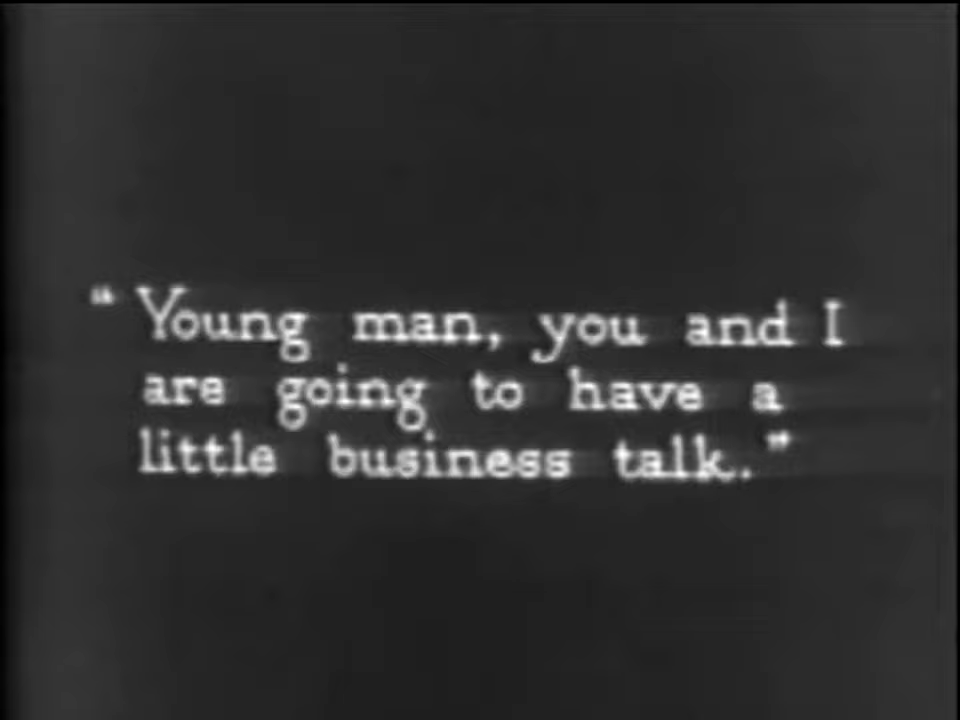 “Young man, you and I
are going to have a
little business talk.”